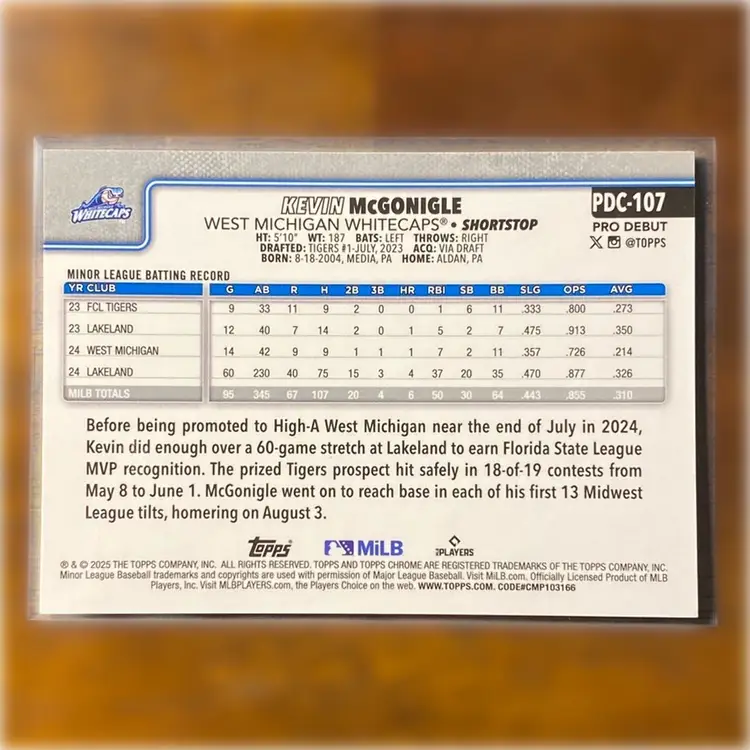 WHITECAPS
KEVIN McGONIGLE
PDC-107
WEST MICHIGAN WHITECAPS® • SHORTSTOP
PRO DEBUT
HT: 5'10" WT: 187 BATS: LEFT THROWS: RIGHT
@TOPPS
DRAFTED: TIGERS #1-JULY, 2023 ACQ: VIA DRAFT
BORN: 8-18-2004, MEDIA, PA HOME: ALDAN, PA
MINOR LEAGUE BATTING RECORD
YR CLUB G AB R H 2B 3B HR RBI SB BB SLG OPS AVG
23 FCL TIGERS 9 33 11 9 2 0 0 1 6 11 .333 .800 .273
23 LAKELAND 12 40 7 14 2 0 1 5 2 7 .475 .913 .350
24 WEST MICHIGAN 14 42 9 9 1 1 1 7 2 11 .357 .726 .214
24 LAKELAND 60 230 40 75 15 3 4 37 20 35 .470 .877 .326
MILB TOTALS 95 345 67 107 20 4 6 50 30 64 .443 .855 .310
Before being promoted to High-A West Michigan near the end of July in 2024,
Kevin did enough over a 60-game stretch at Lakeland to earn Florida State League
MVP recognition. The prized Tigers prospect hit safely in 18-of-19 contests from
May 8 to June 1. McGonigle went on to reach base in each of his first 13 Midwest
League tilts, homering on August 3.
TOPPS MiLB PLAYERS
® & © 2025 THE TOPPS COMPANY, INC. ALL RIGHTS RESERVED. TOPPS AND TOPPS CHROME ARE REGISTERED TRADEMARKS OF THE TOPPS COMPANY, INC.
Minor League Baseball trademarks and copyrights are used with permission of Major League Baseball. Visit MiLB.com. Officially Licensed Product of MLB
Players, Inc. Visit MLBPLAYERS.com, the Players Choice on the web. WWW.TOPPS.COM. CODE#CMP103166